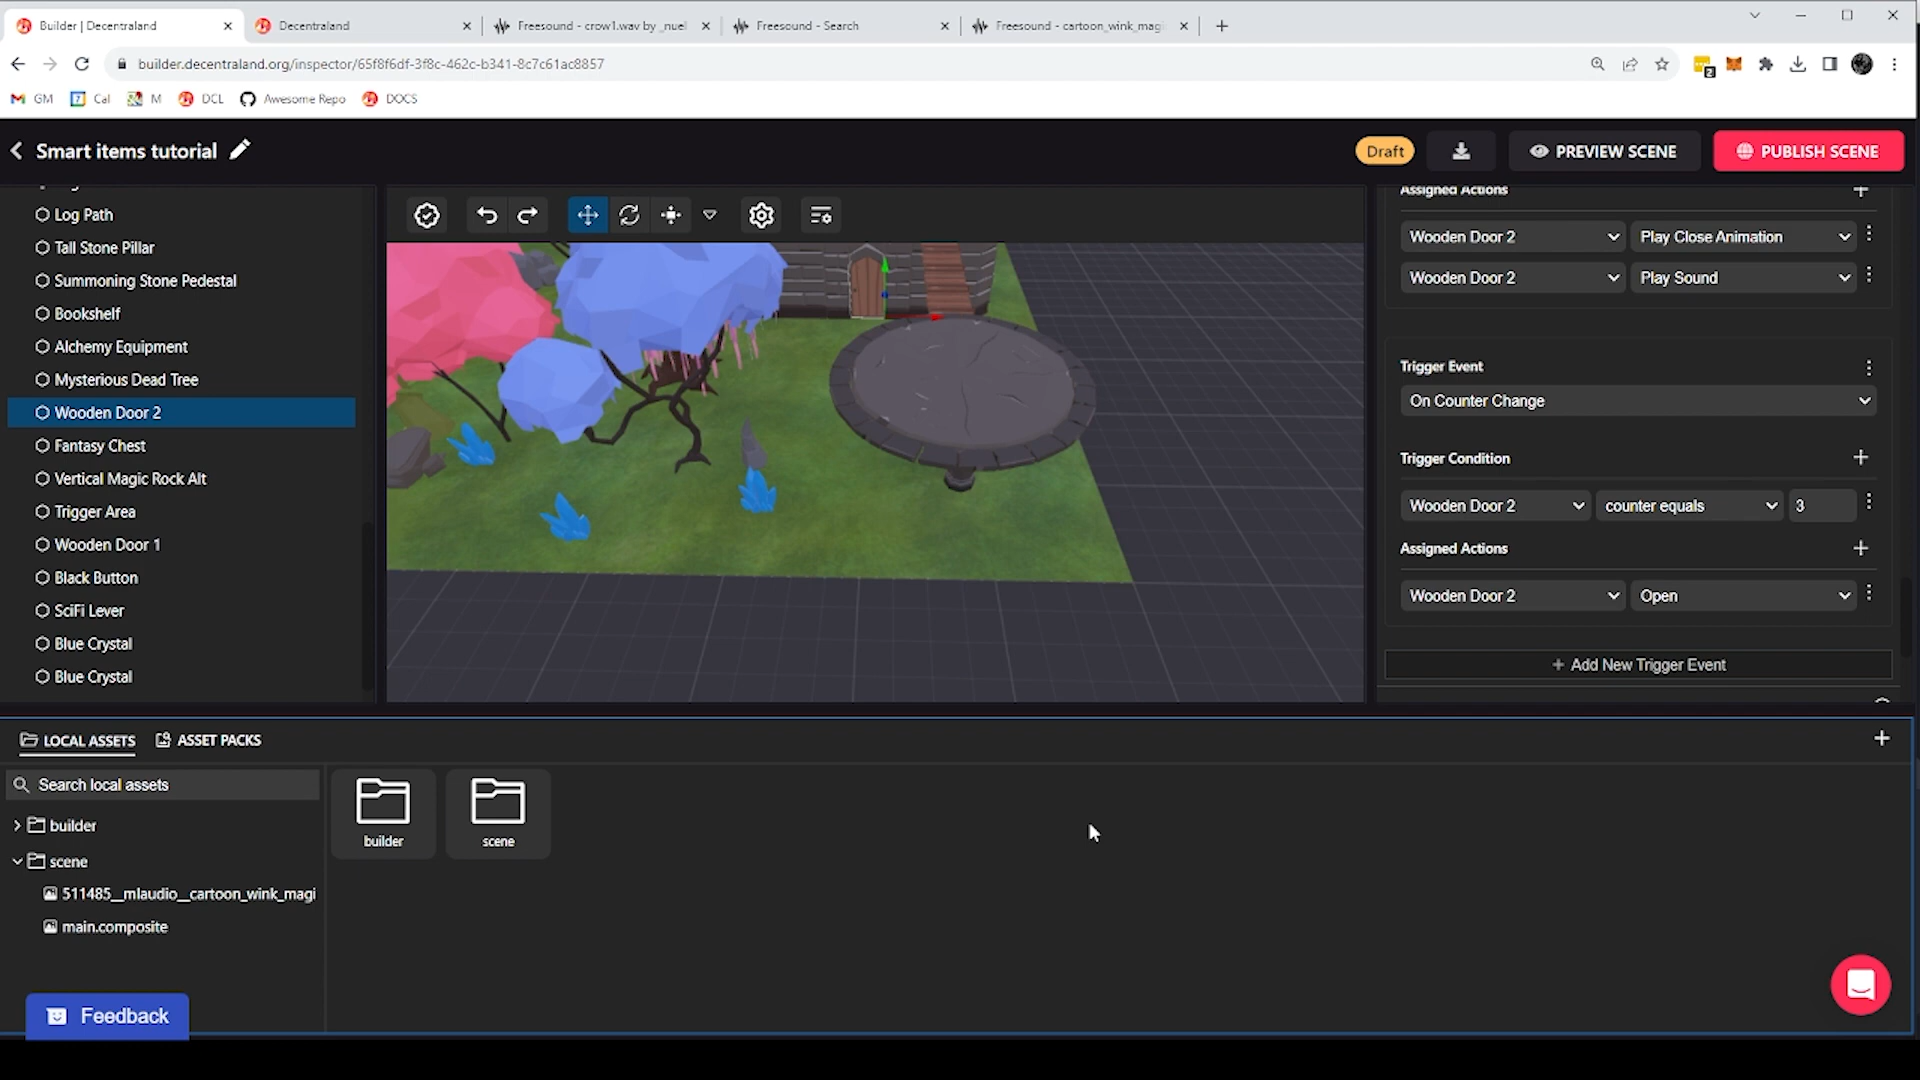 Builder | Decentraland
Decentraland
Freesound - crow1.wav by _nuel
Freesound - Search
Freesound - cartoon_wink_magi
builder.decentraland.org/inspector/65f8f6df-3f8c-462c-b341-8c7c61ac8857
2
GM
7
Cal
M
DCL
Awesome Repo
DOCS
Smart items tutorial
Draft
PREVIEW SCENE
PUBLISH SCENE
Log Path
Tall Stone Pillar
Summoning Stone Pedestal
Bookshelf
Alchemy Equipment
Mysterious Dead Tree
Wooden Door 2
Fantasy Chest
Vertical Magic Rock Alt
Trigger Area
Wooden Door 1
Black Button
SciFi Lever
Blue Crystal
Blue Crystal
Assigned Actions
Wooden Door 2 Play Close Animation
Wooden Door 2 Play Sound
Trigger Event
On Counter Change
Trigger Condition
Wooden Door 2 counter equals 3
Assigned Actions
Wooden Door 2 Open
+ Add New Trigger Event
LOCAL ASSETS
ASSET PACKS
Search local assets
builder
scene
511485__mlaudio__cartoon_wink_magi
main.composite
builder
scene
Feedback